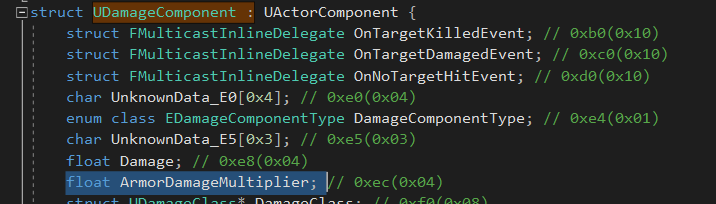 struct UDamageComponent : UActorComponent {
struct FMulticastInlineDelegate OnTargetKilledEvent; // 0xb0(0x10)
struct FMulticastInlineDelegate OnTargetDamagedEvent; // 0xc0(0x10)
struct FMulticastInlineDelegate OnNoTargetHitEvent; // 0xd0(0x10)
char UnknownData_E0[0x4]; // 0xe0(0x04)
enum class EDamageComponentType DamageComponentType; // 0xe4(0x01)
char UnknownData_E5[0x3]; // 0xe5(0x03)
float Damage; // 0xe8(0x04)
float ArmorDamageMultiplier; // 0xec(0x04)
struct UDamageClass* DamageClass; // 0xf0(0x08)